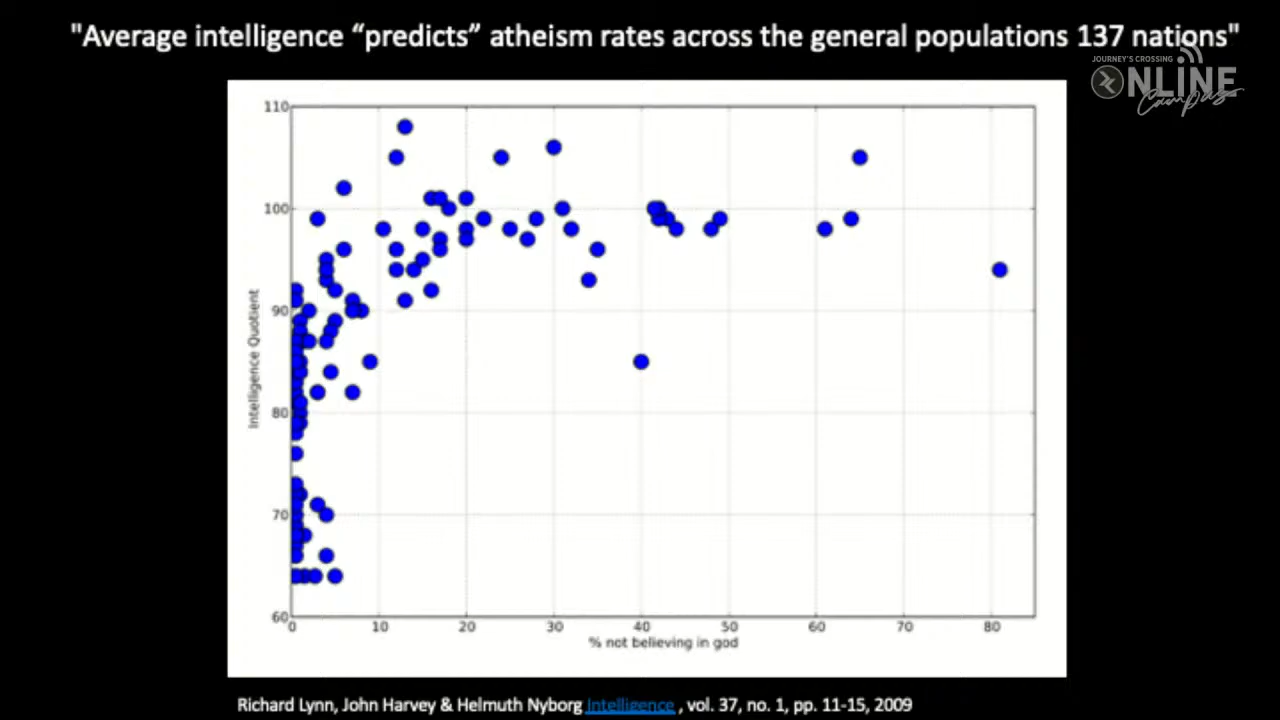 "Average intelligence “predicts” atheism rates across the general populations 137 nations"
JOURNEY'S CROSSING
ONLINE
Campus
110
100
90
80
70
60
Intelligence Quotient
0 10 20 30 40 50 60 70 80
% not believing in god
Richard Lynn, John Harvey & Helmuth Nyborg Intelligence , vol. 37, no. 1, pp. 11-15, 2009